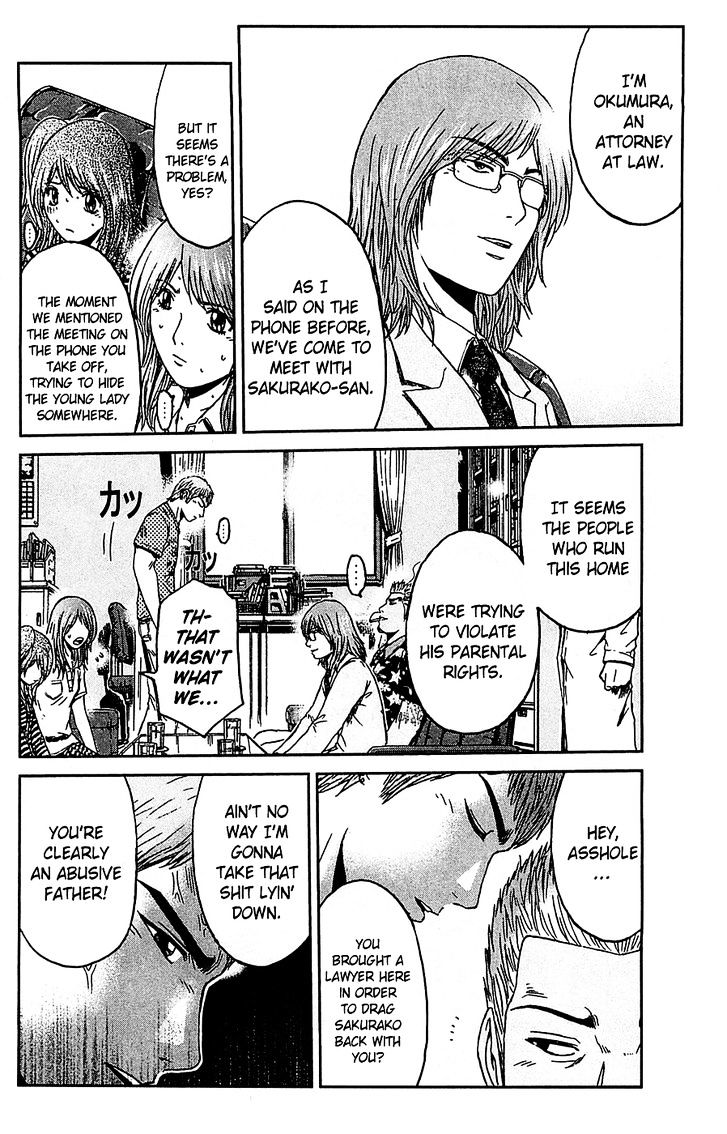 I'M
OKUMURA,
AN
ATTORNEY
AT LAW.
AS I
SAID ON THE
PHONE BEFORE,
WE'VE COME TO
MEET WITH
SAKURAKO-SAN.
BUT IT
SEEMS
THERE'S A
PROBLEM,
YES?
THE MOMENT
WE MENTIONED
THE MEETING ON
THE PHONE YOU
TAKE OFF,
TRYING TO HIDE
THE YOUNG LADY
SOMEWHERE.
...
...
IT SEEMS
THE PEOPLE
WHO RUN
THIS HOME
WERE TRYING
TO VIOLATE
HIS PARENTAL
RIGHTS.
...
...
カッ
カッ
TH-
THAT
WASN'T
WHAT
WE...
HEY,
ASSHOLE
...
YOU
BROUGHT A
LAWYER HERE
IN ORDER
TO DRAG
SAKURAKO
BACK WITH
YOU?
AIN'T NO
WAY I'M
GONNA
TAKE THAT
SHIT LYIN'
DOWN.
YOU'RE
CLEARLY
AN ABUSIVE
FATHER!